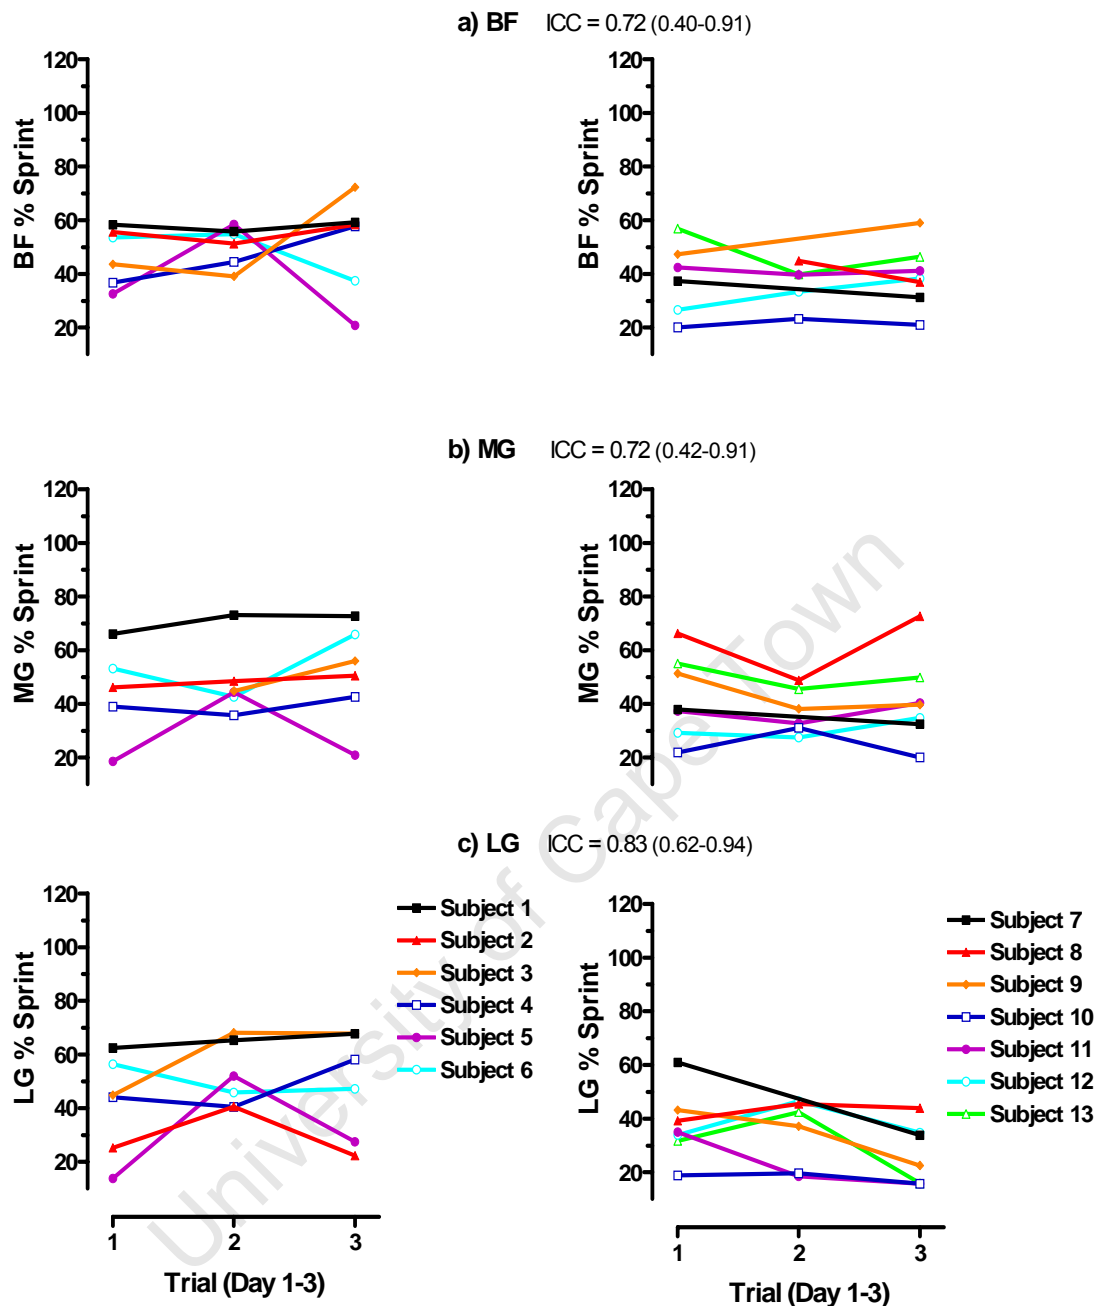 a) BF ICC = 0.72 (0.40-0.91)
120
100
80
60
40
20
BF % Sprint
120
100
80
60
40
20
BF % Sprint
b) MG ICC = 0.72 (0.42-0.91)
120
100
80
60
40
20
MG % Sprint
120
100
80
60
40
20
MG % Sprint
c) LG ICC = 0.83 (0.62-0.94)
120
100
80
60
40
20
LG % Sprint
Subject 1
Subject 2
Subject 3
Subject 4
Subject 5
Subject 6
1 2 3
Trial (Day 1-3)
120
100
80
60
40
20
LG % Sprint
Subject 7
Subject 8
Subject 9
Subject 10
Subject 11
Subject 12
Subject 13
1 2 3
Trial (Day 1-3)
University of Cape Town